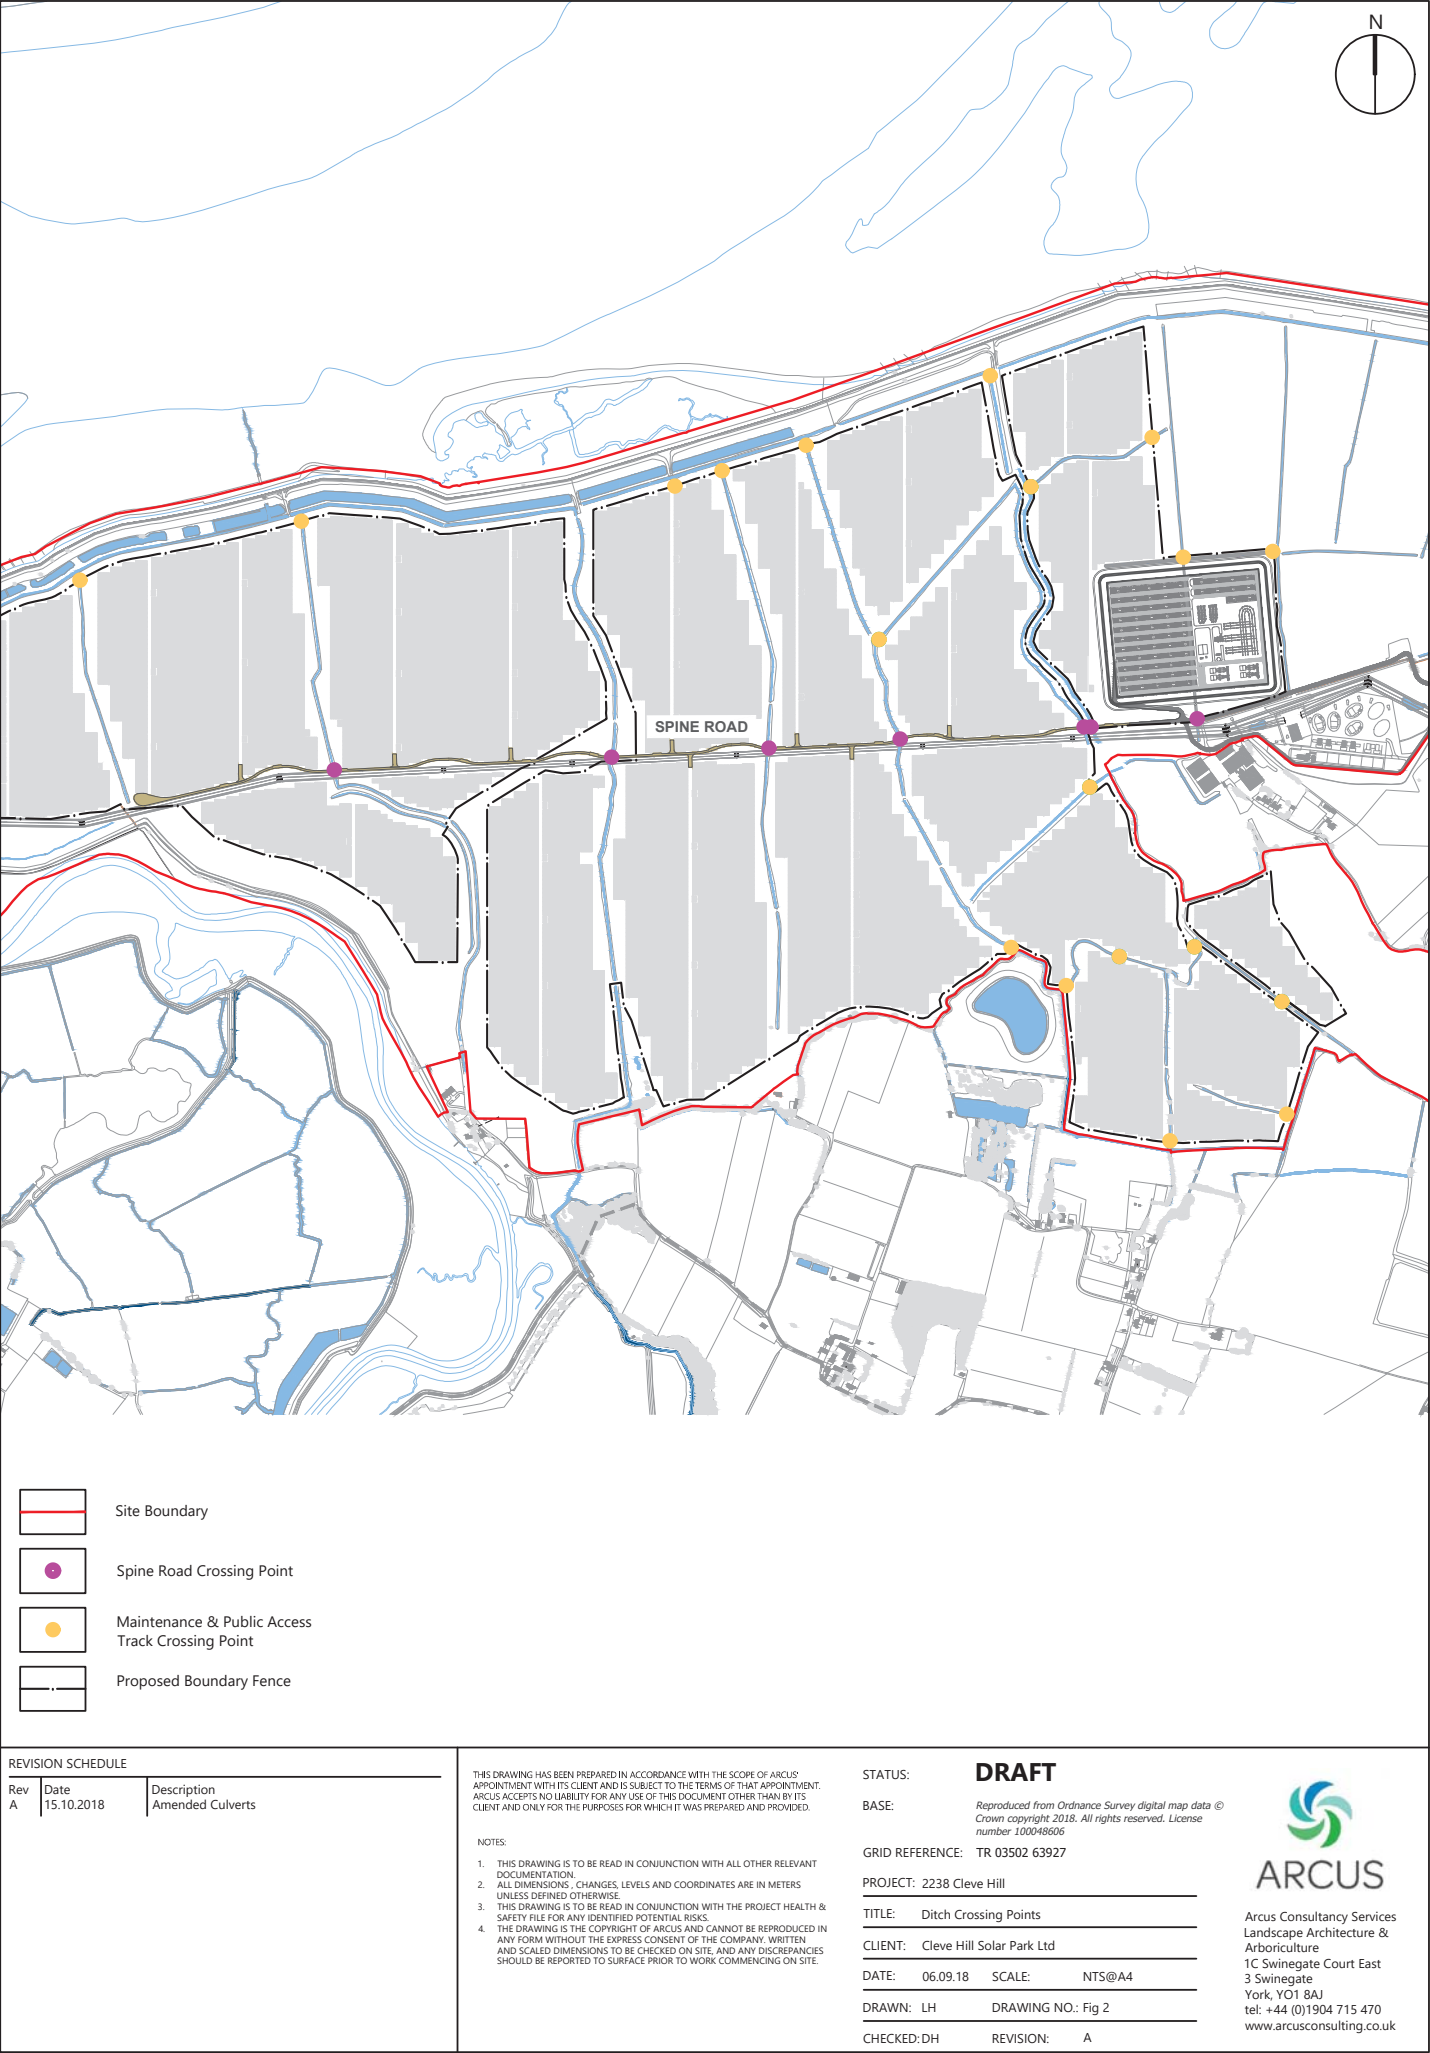 N
SPINE ROAD
Site Boundary
Spine Road Crossing Point
Maintenance & Public Access
Track Crossing Point
Proposed Boundary Fence
REVISION SCHEDULE
Rev Date Description
A 15.10.2018 Amended Culverts
THIS DRAWING HAS BEEN PREPARED IN ACCORDANCE WITH THE SCOPE OF ARCUS'
APPOINTMENT WITH ITS CLIENT AND IS SUBJECT TO THE TERMS OF THAT APPOINTMENT.
ARCUS ACCEPTS NO LIABILITY FOR ANY USE OF THIS DOCUMENT OTHER THAN BY ITS
CLIENT AND ONLY FOR THE PURPOSES FOR WHICH IT WAS PREPARED AND PROVIDED.
NOTES:
1. THIS DRAWING IS TO BE READ IN CONJUNCTION WITH ALL OTHER RELEVANT
DOCUMENTATION.
2. ALL DIMENSIONS , CHANGES, LEVELS AND COORDINATES ARE IN METERS
UNLESS DEFINED OTHERWISE.
3. THIS DRAWING IS TO BE READ IN CONJUNCTION WITH THE PROJECT HEALTH &
SAFETY FILE FOR ANY IDENTIFIED POTENTIAL RISKS.
4. THE DRAWING IS THE COPYRIGHT OF ARCUS AND CANNOT BE REPRODUCED IN
ANY FORM WITHOUT THE EXPRESS CONSENT OF THE COMPANY. WRITTEN
AND SCALED DIMENSIONS TO BE CHECKED ON SITE, AND ANY DISCREPANCIES
SHOULD BE REPORTED TO SURFACE PRIOR TO WORK COMMENCING ON SITE.
STATUS: DRAFT
BASE: Reproduced from Ordnance Survey digital map data ©
Crown copyright 2018. All rights reserved. License
number 100048606
GRID REFERENCE: TR 03502 63927
PROJECT: 2238 Cleve Hill
TITLE: Ditch Crossing Points
CLIENT: Cleve Hill Solar Park Ltd
DATE: 06.09.18 SCALE: NTS@A4
DRAWN: LH DRAWING NO.: Fig 2
CHECKED: DH REVISION: A
ARCUS
Arcus Consultancy Services
Landscape Architecture &
Arboriculture
1C Swinegate Court East
3 Swinegate
York, YO1 8AJ
tel: +44 (0)1904 715 470
www.arcusconsulting.co.uk